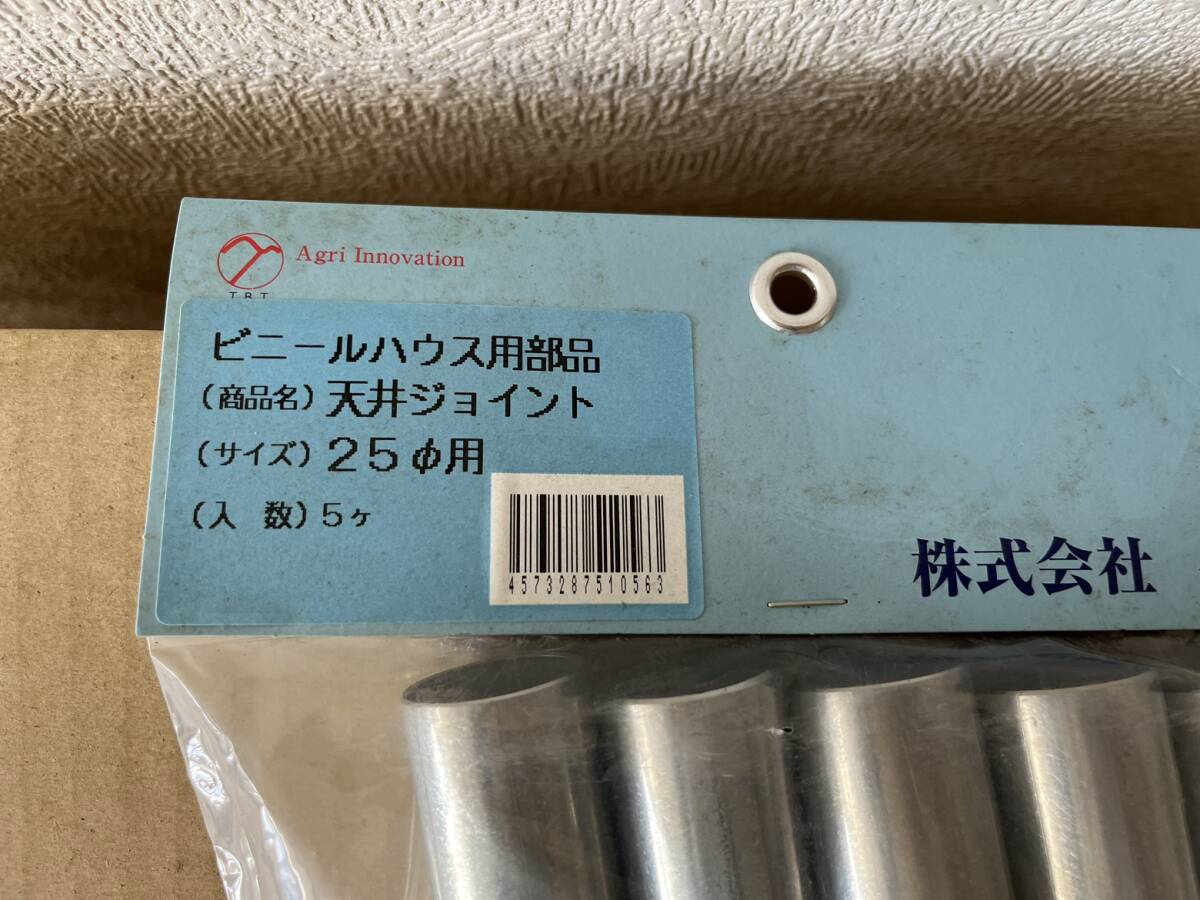 Agri Innovation
TBT
ビニールハウス用部品
(商品名) 天井ジョイント
(サイズ) 25φ用
(入 数) 5ヶ
4573287510563
株式会社